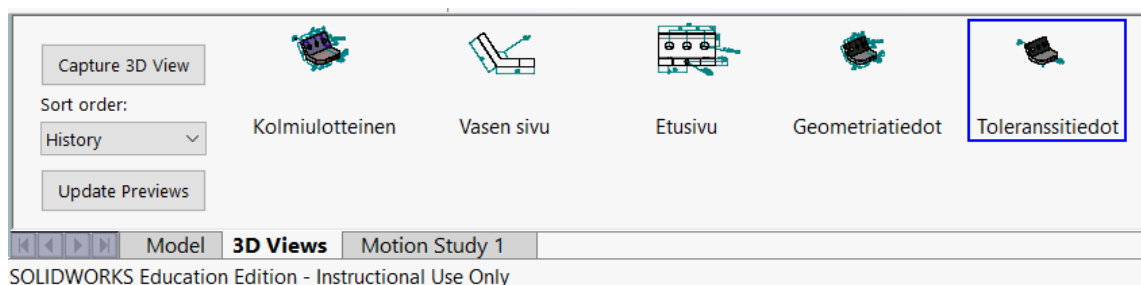 Capture 3D View
Sort order:
History
Update Previews
Kolmiulotteinen
Vasen sivu
Etusivu
Geometriatiedot
Toleranssitiedot
Model
3D Views
Motion Study 1
SOLIDWORKS Education Edition - Instructional Use Only